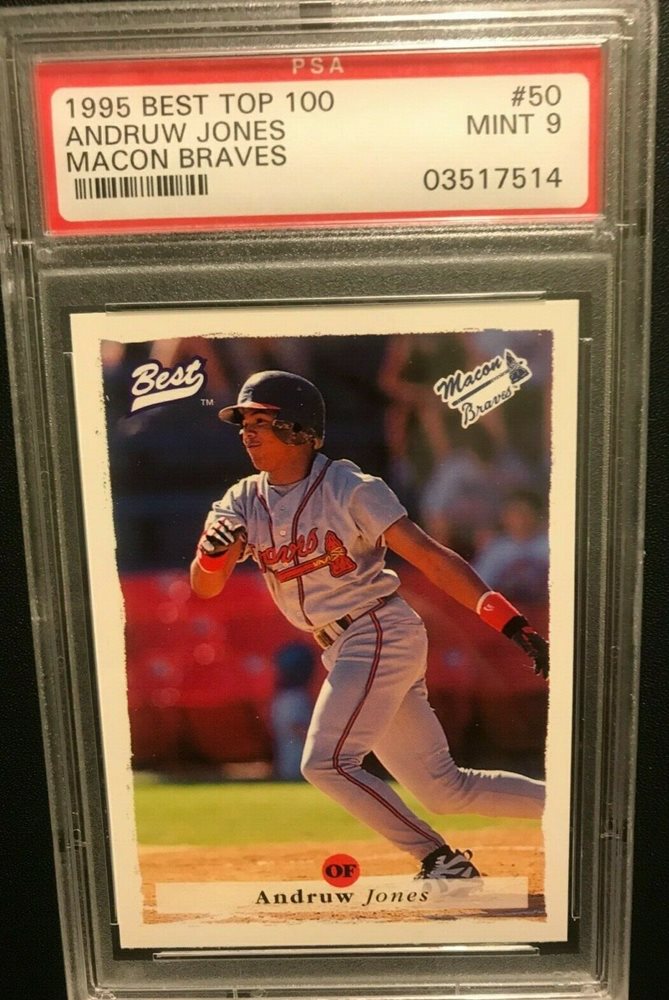 PSA
1995 BEST TOP 100 #50
ANDRUW JONES MINT 9
MACON BRAVES
03517514
Best TM
Macon
Braves
Braves
OF
Andruw Jones